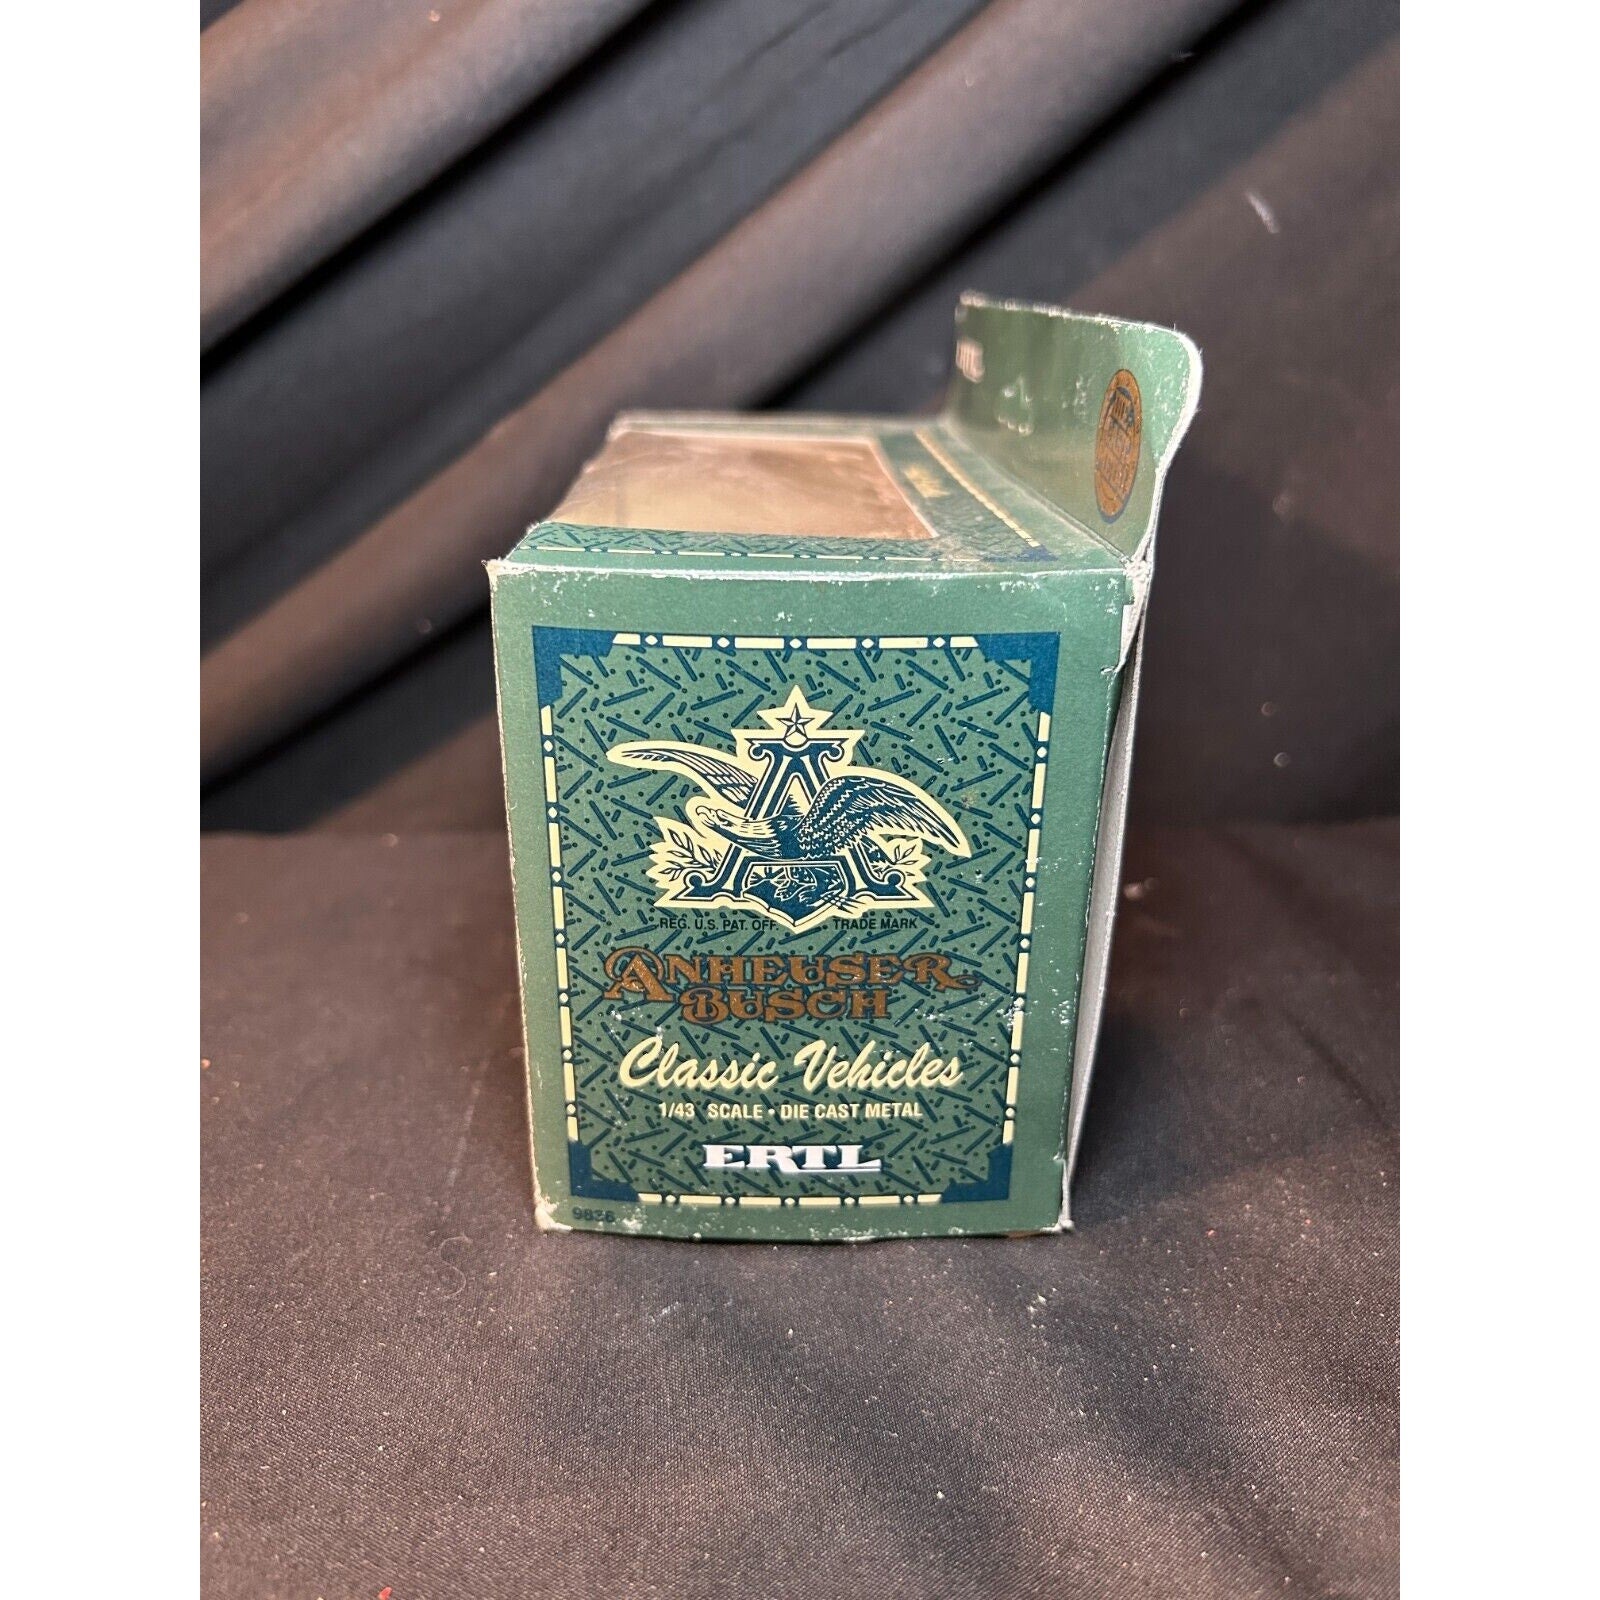 REG. U.S. PAT. OFF. TRADE MARK
ANHEUSER
BUSCH
Classic Vehicles
1/43 SCALE • DIE CAST METAL
ERTL